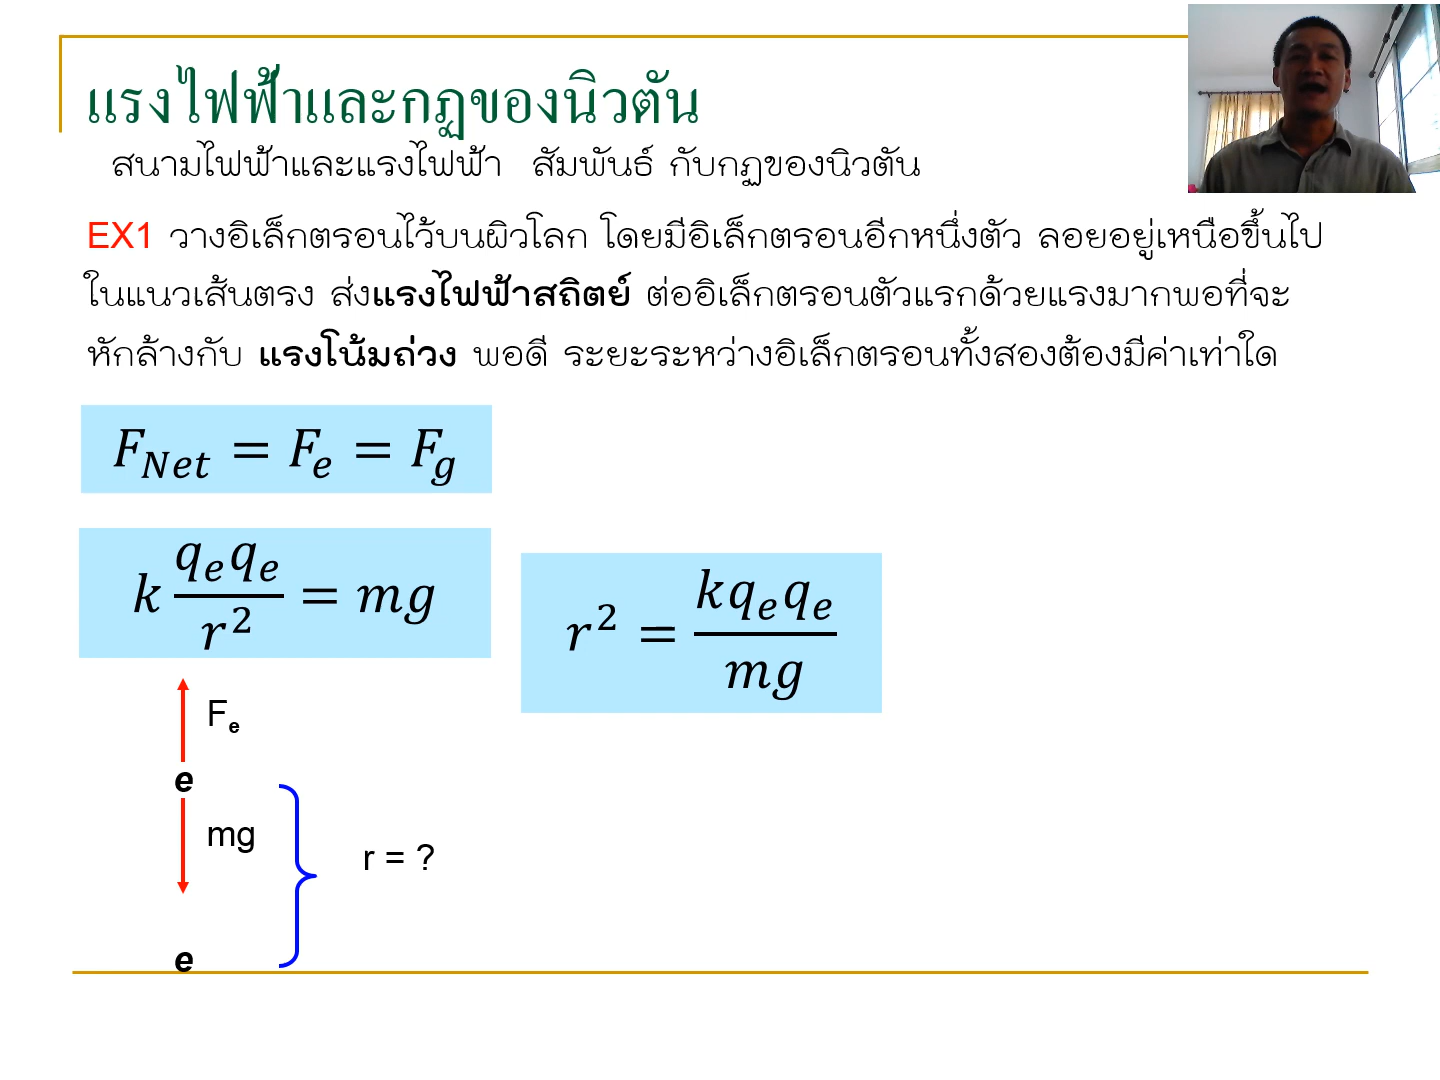 แรงไฟฟ้าและกฏของนิวตัน
สนามไฟฟ้าและแรงไฟฟ้า สัมพันธ์ กับกฏของนิวตัน
EX1 วางอิเล็กตรอนไว้บนผิวโลก โดยมีอิเล็กตรอนอีกหนึ่งตัว ลอยอยู่เหนือขึ้นไป
ในแนวเส้นตรง ส่งแรงไฟฟ้าสถิตย์ ต่ออิเล็กตรอนตัวแรกด้วยแรงมากพอที่จะ
หักล้างกับ แรงโน้มถ่วง พอดี ระยะระหว่างอิเล็กตรอนทั้งสองต้องมีค่าเท่าใด
F_{Net} = F_e = F_g
k \frac{q_e q_e}{r^2} = mg
r^2 = \frac{kq_e q_e}{mg}
F_e
e
mg
r = ?
e